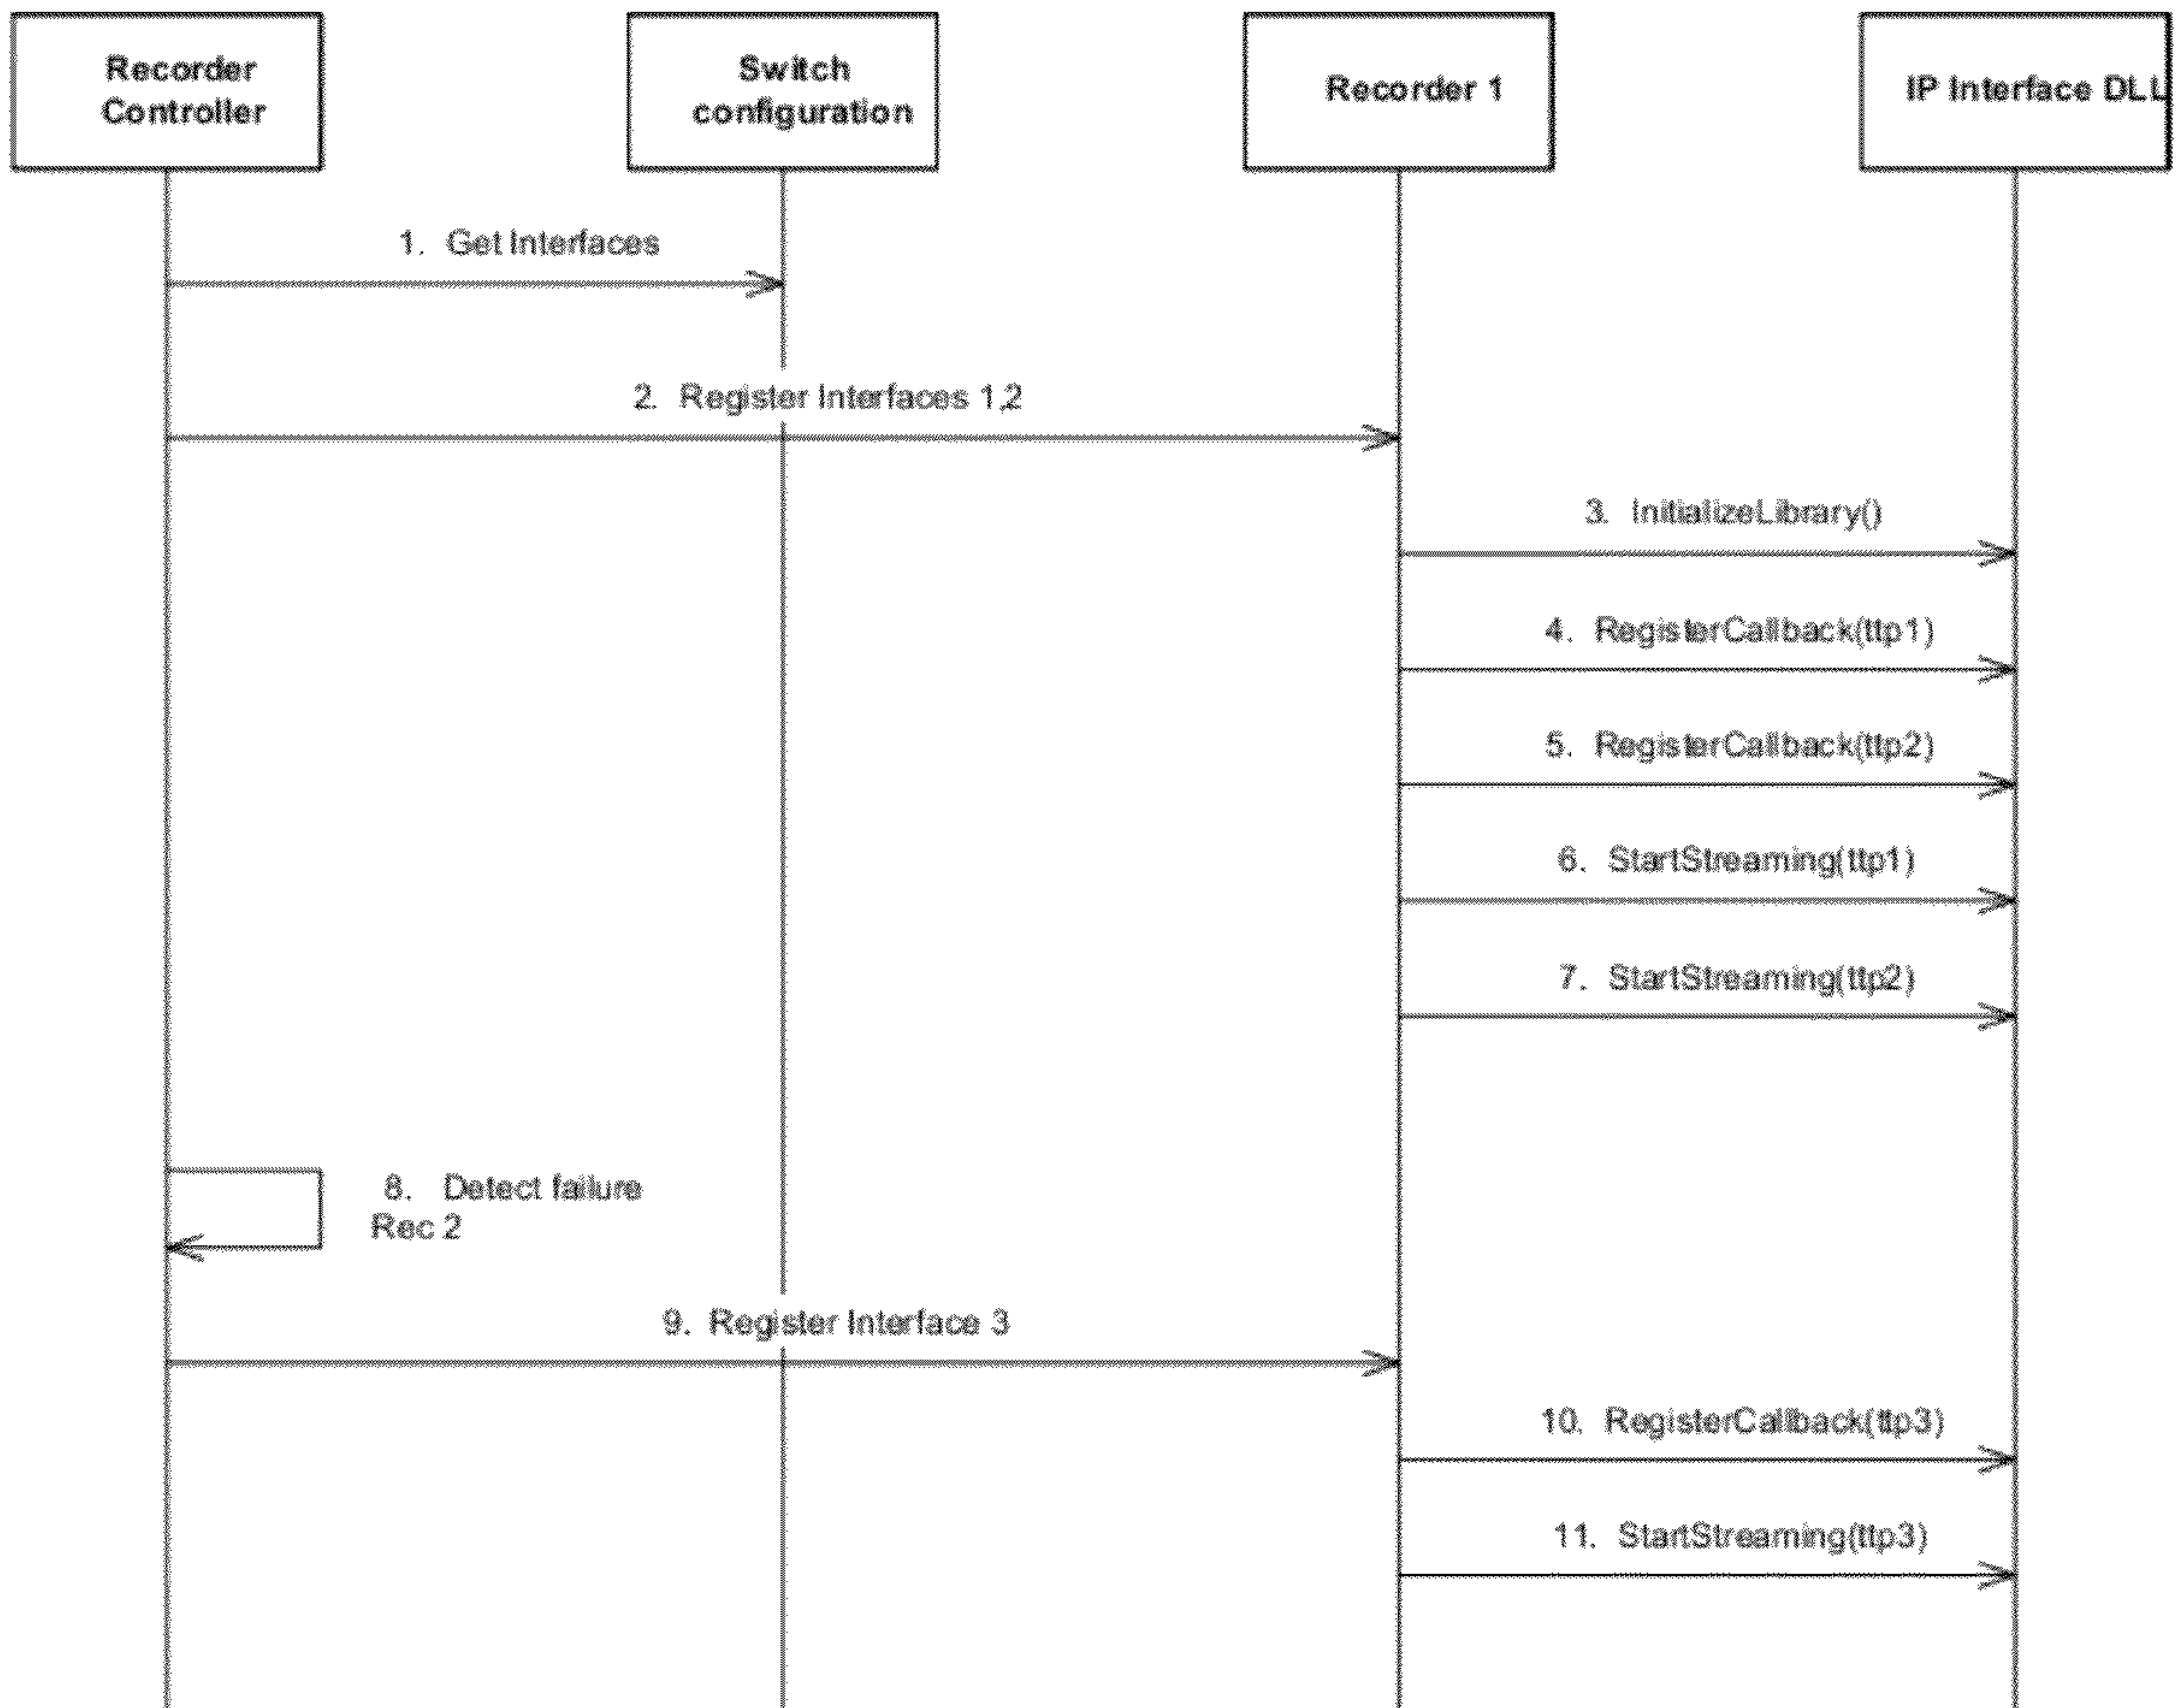 Recorder
Controller
Switch
configuration
Recorder 1
IP Interface DLL
1. Get Interfaces
2. Register Interfaces 1,2
3. InitializeLibrary()
4. RegisterCallback(ttp1)
5. RegisterCallback(ttp2)
6. StartStreaming(ttp1)
7. StartStreaming(ttp2)
8. Detect failure
Rec 2
9. Register Interface 3
10. RegisterCallback(ttp3)
11. StartStreaming(ttp3)